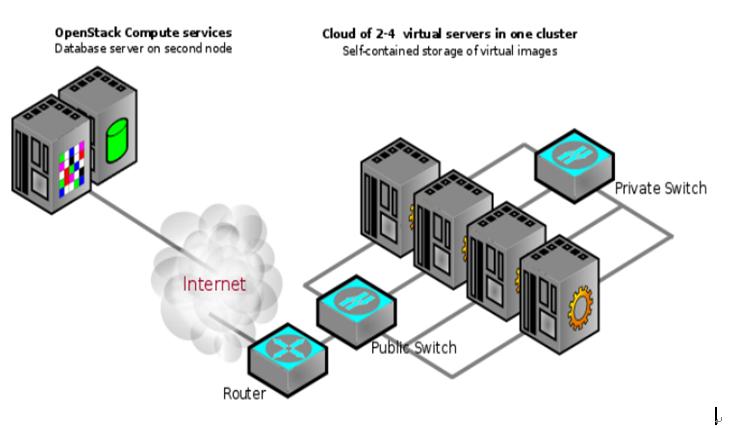 OpenStack Compute services
Database server on second node
Cloud of 2-4 virtual servers in one cluster
Self-contained storage of virtual images
Private Switch
Internet
Public Switch
Router